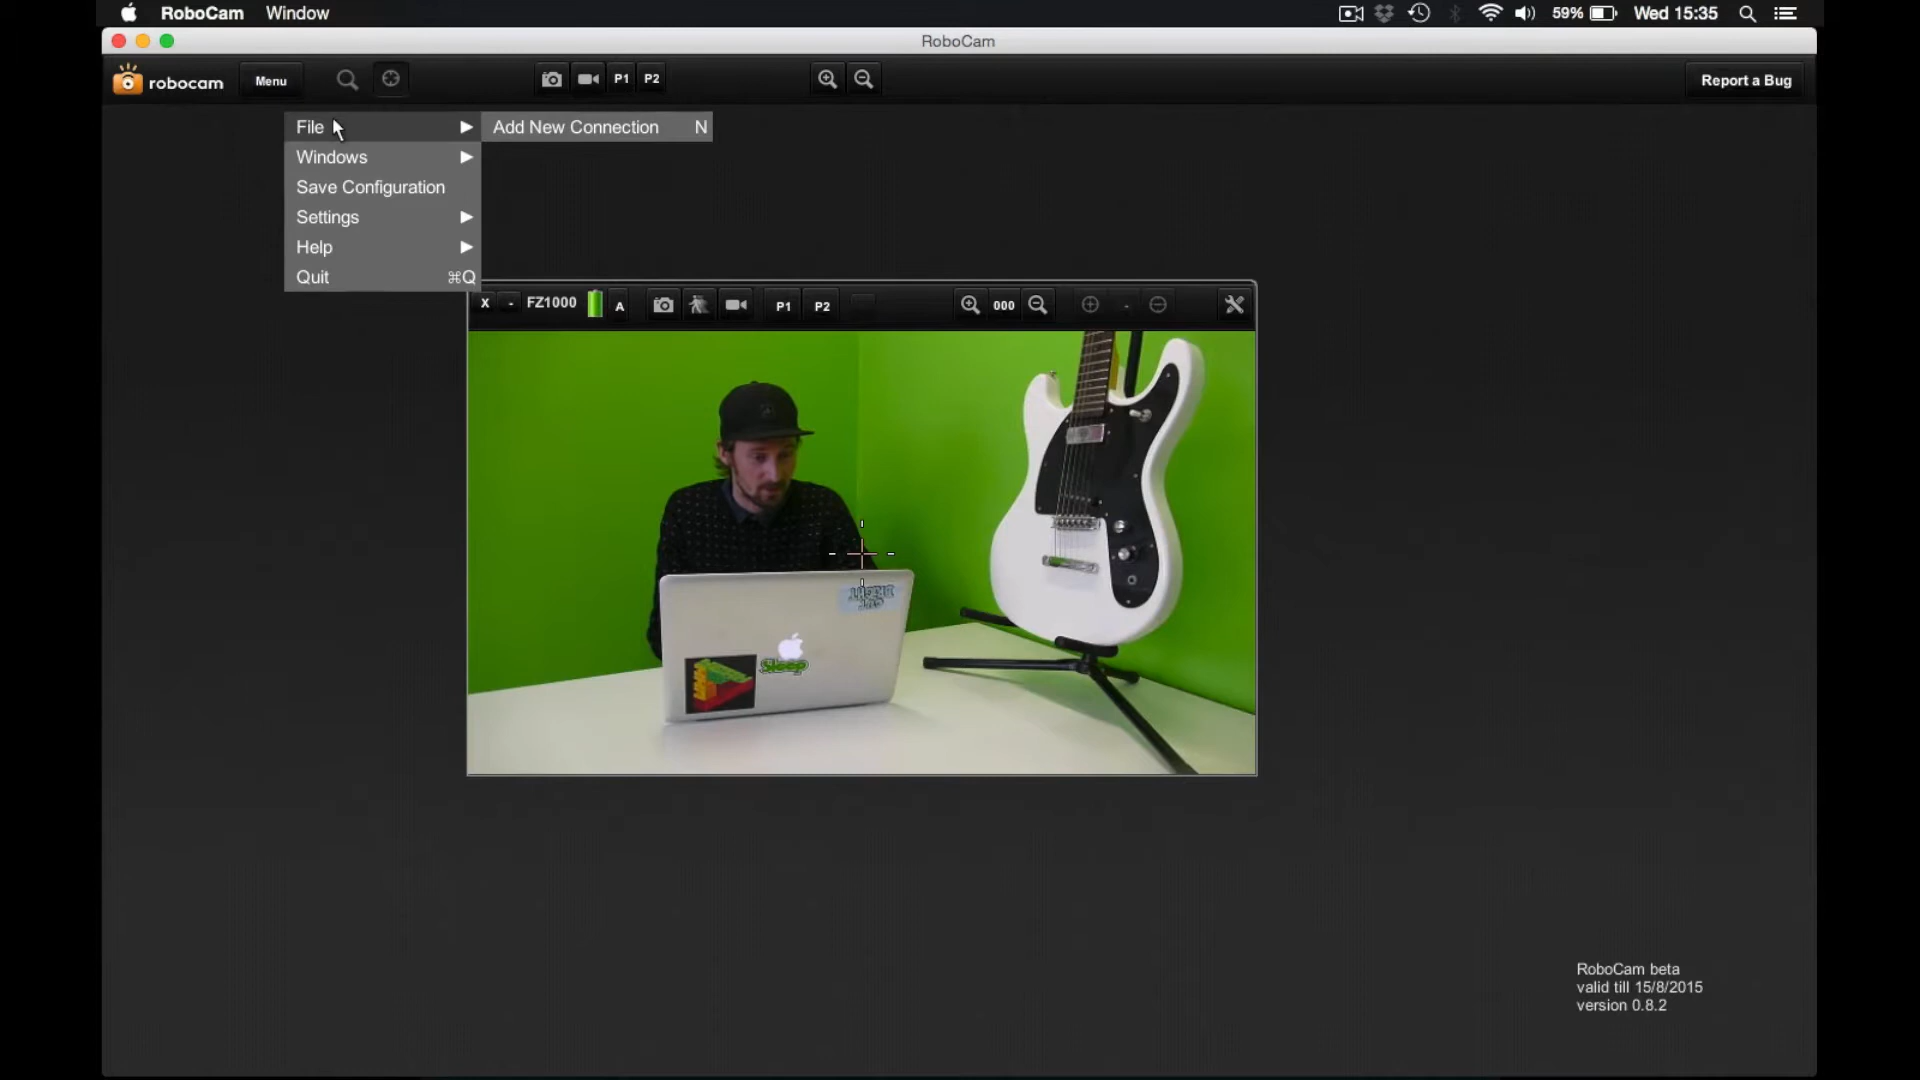 RoboCam Window 59% Wed 15:35
RoboCam
robocam Menu P1 P2 Report a Bug
File Add New Connection N
Windows
Save Configuration
Settings
Help
Quit ⌘Q
X - FZ1000 A P1 P2 000 -
Sleep
RoboCam beta
valid till 15/8/2015
version 0.8.2